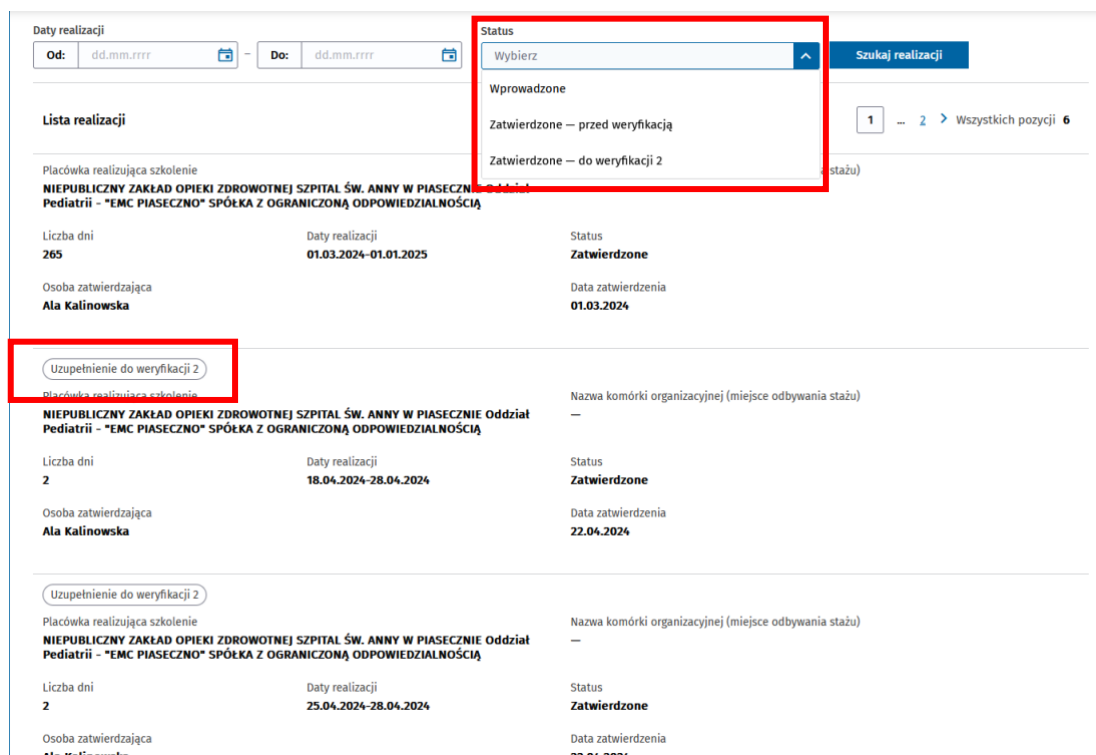 Daty realizacji
Status
Od: dd.mm.rrrr – Do: dd.mm.rrrr
Wybierz
Szukaj realizacji
Wprowadzone
Zatwierdzone — przed weryfikacją
Zatwierdzone — do weryfikacji 2
Lista realizacji
1 ... 2 > Wszystkich pozycji 6
Placówka realizująca szkolenie
stażu)
NIEPUBLICZNY ZAKŁAD OPIEKI ZDROWOTNEJ SZPITAL ŚW. ANNY W PIASECZNIE Oddział
Pediatrii - "EMC PIASECZNO" SPÓŁKA Z OGRANICZONĄ ODPOWIEDZIALNOŚCIĄ
Liczba dni Daty realizacji Status
265 01.03.2024-01.01.2025 Zatwierdzone
Osoba zatwierdzająca Data zatwierdzenia
Ala Kalinowska 01.03.2024
Uzupełnienie do weryfikacji 2
Placówka realizująca szkolenie Nazwa komórki organizacyjnej (miejsce odbywania stażu)
NIEPUBLICZNY ZAKŁAD OPIEKI ZDROWOTNEJ SZPITAL ŚW. ANNY W PIASECZNIE Oddział —
Pediatrii - "EMC PIASECZNO" SPÓŁKA Z OGRANICZONĄ ODPOWIEDZIALNOŚCIĄ
Liczba dni Daty realizacji Status
2 18.04.2024-28.04.2024 Zatwierdzone
Osoba zatwierdzająca Data zatwierdzenia
Ala Kalinowska 22.04.2024
Uzupełnienie do weryfikacji 2
Placówka realizująca szkolenie Nazwa komórki organizacyjnej (miejsce odbywania stażu)
NIEPUBLICZNY ZAKŁAD OPIEKI ZDROWOTNEJ SZPITAL ŚW. ANNY W PIASECZNIE Oddział —
Pediatrii - "EMC PIASECZNO" SPÓŁKA Z OGRANICZONĄ ODPOWIEDZIALNOŚCIĄ
Liczba dni Daty realizacji Status
2 25.04.2024-28.04.2024 Zatwierdzone
Osoba zatwierdzająca Data zatwierdzenia